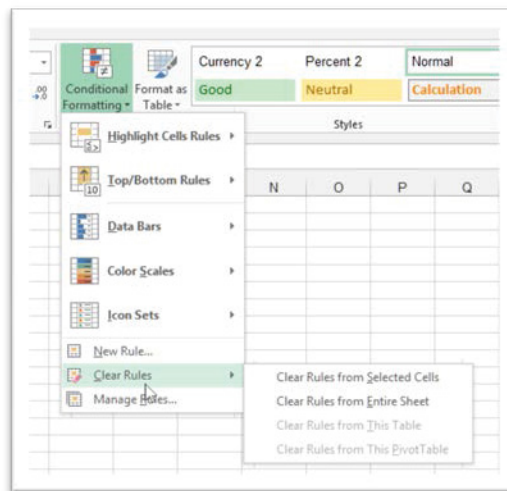 Currency 2 Percent 2 Normal
Conditional Formatting Format as Table Good Neutral Calculation
Styles
Highlight Cells Rules
Top/Bottom Rules
N O P Q
Data Bars
Color Scales
Icon Sets
New Rule...
Clear Rules
Clear Rules from Selected Cells
Manage Rules...
Clear Rules from Entire Sheet
Clear Rules from This Table
Clear Rules from This PivotTable